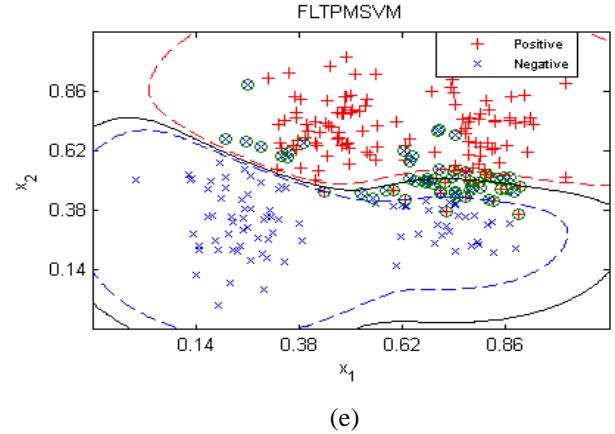 FLTPMSVM
Positive
Negative
0.86
0.62
0.38
0.14
x2
0.14 0.38 0.62 0.86
x1
(e)